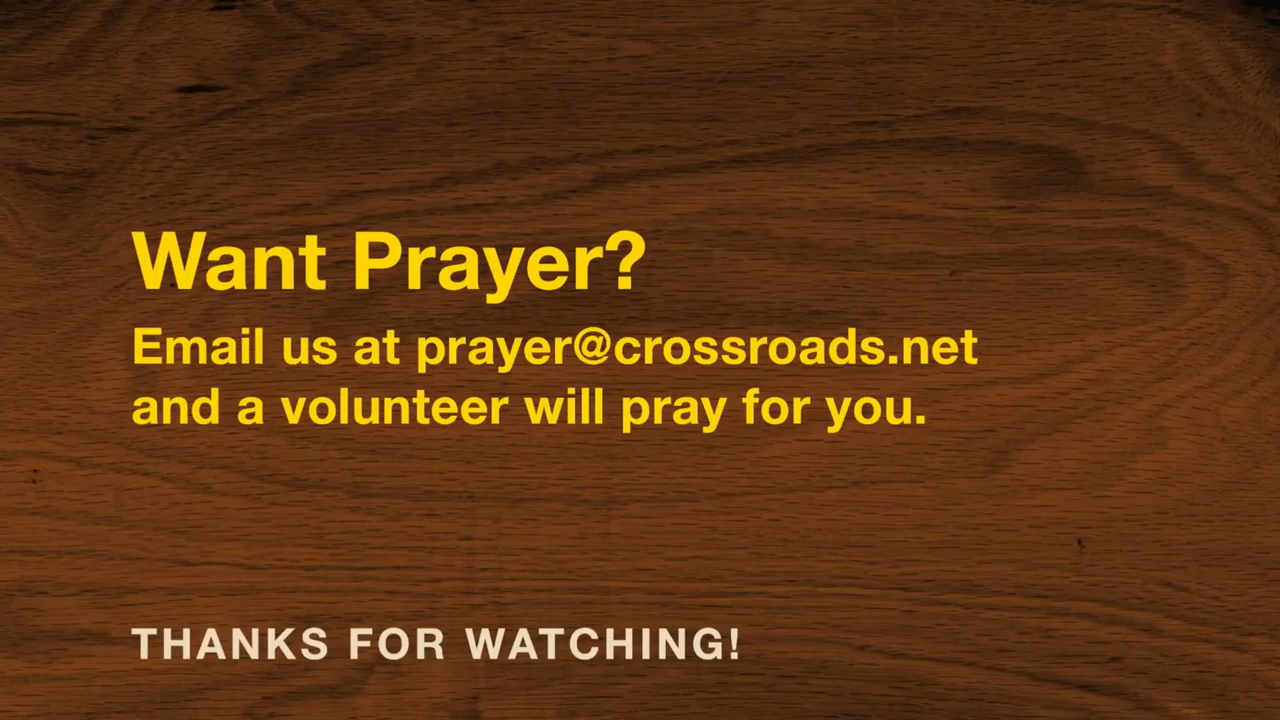 Want Prayer?
Email us at prayer@crossroads.net
and a volunteer will pray for you.
THANKS FOR WATCHING!